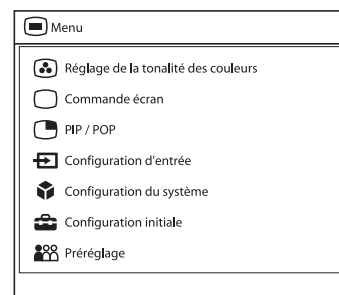 Menu
Réglage de la tonalité des couleurs
Commande écran
PIP / POP
Configuration d'entrée
Configuration du système
Configuration initiale
Préréglage